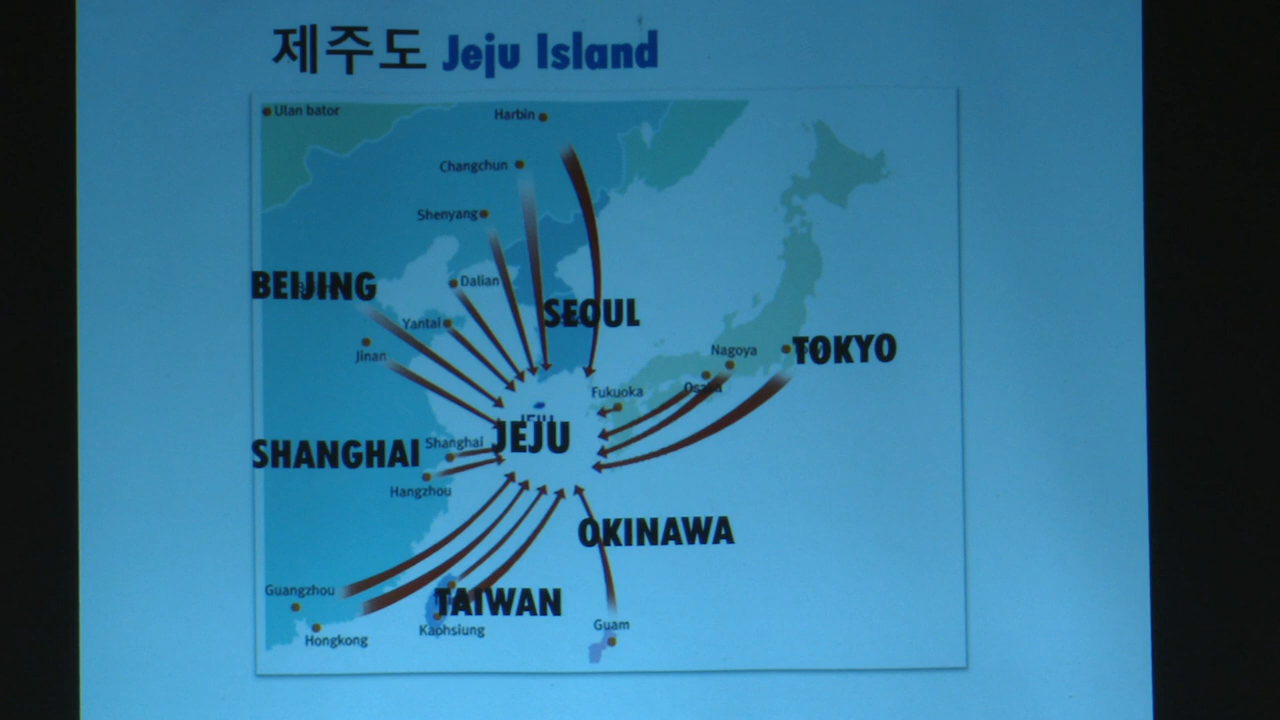 제주도 Jeju Island
Ulan bator
Harbin
Changchun
Shenyang
BEIJING
Dalian
SEOUL
Yantai
Jinan
Nagoya
TOKYO
Osaka
Fukuoka
JEJU
JEJU
SHANGHAI
Shanghai
Hangzhou
OKINAWA
Guangzhou
TAIWAN
Hongkong
Kaohsiung
Guam